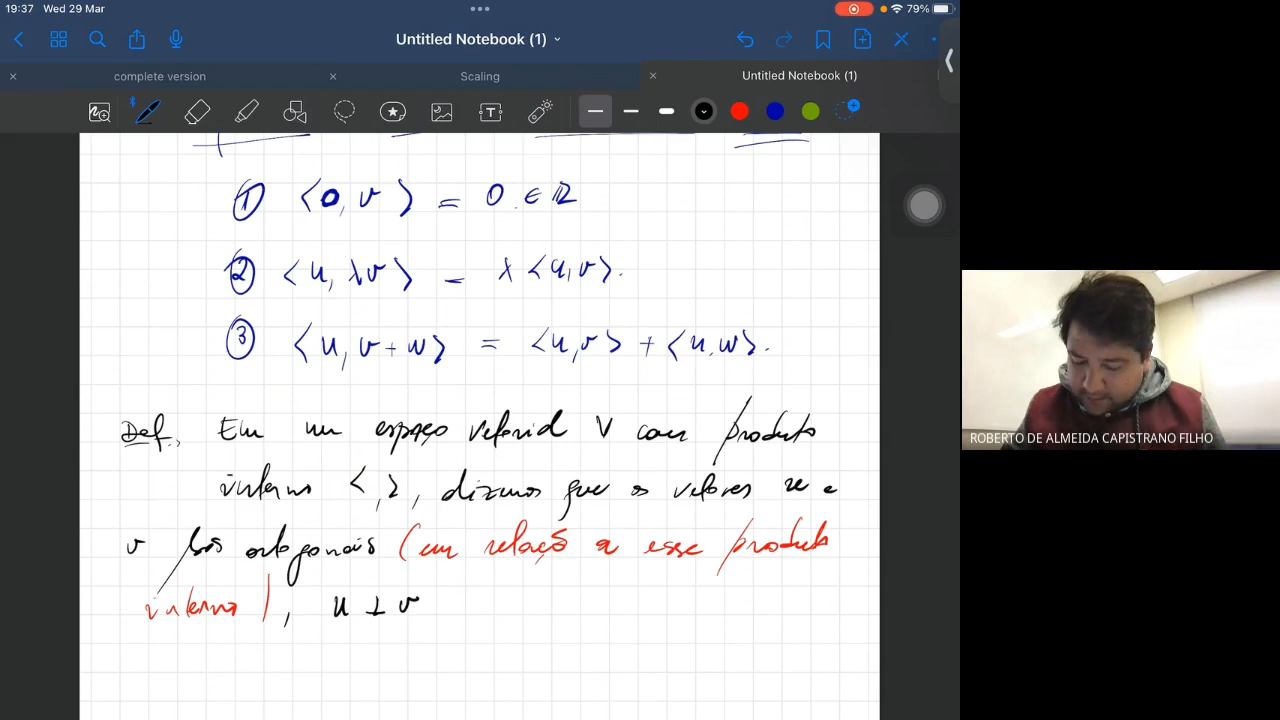 19:37 Wed 29 Mar
79%
Untitled Notebook (1)
complete version
Scaling
Untitled Notebook (1)
① ⟨0, v⟩ = 0 ∈ ℝ
② ⟨u, λv⟩ = λ⟨u, v⟩.
③ ⟨u, v + w⟩ = ⟨u, v⟩ + ⟨u, w⟩.
Def. Em um espaço vetorial V com produto
interno ⟨,⟩, dizemos que os vetores u e
v são ortogonais (em relação a esse produto
interno), u ⊥ v
ROBERTO DE ALMEIDA CAPISTRANO FILHO